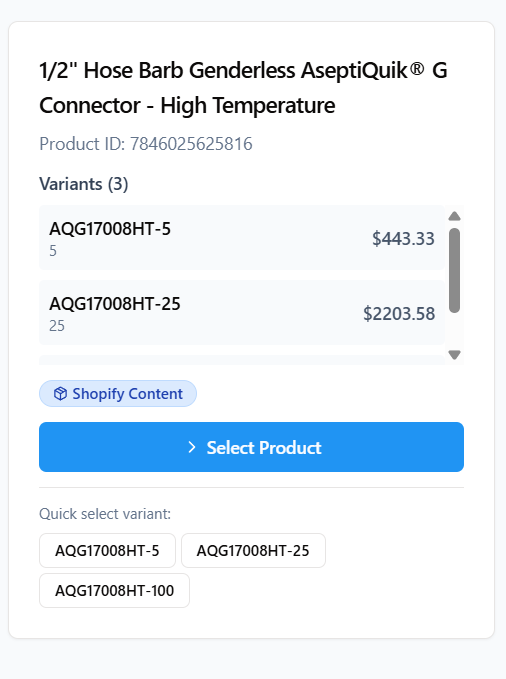 1/2" Hose Barb Genderless AseptiQuik® G
Connector - High Temperature
Product ID: 7846025625816
Variants (3)
AQG17008HT-5
$443.33
5
AQG17008HT-25
$2203.58
25
Shopify Content
Select Product
Quick select variant:
AQG17008HT-5
AQG17008HT-25
AQG17008HT-100